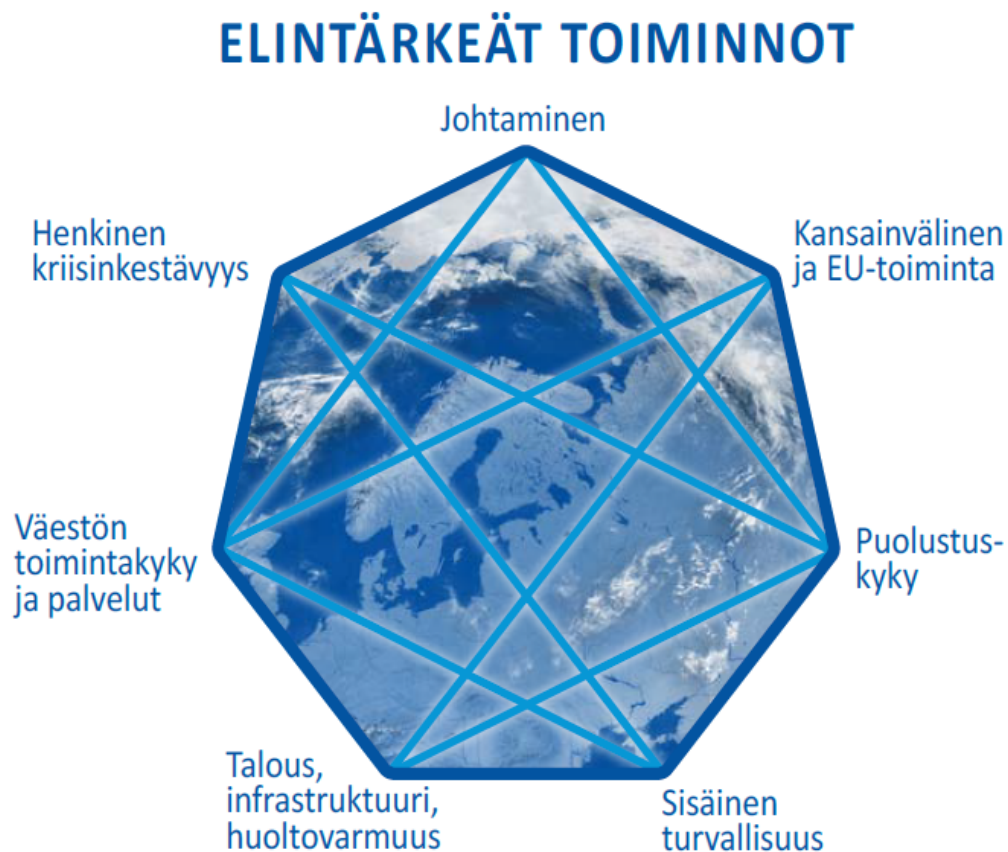 ELINTÄRKEÄT TOIMINNOT
Johtaminen
Henkinen
kriisinkestävyys
Kansainvälinen
ja EU-toiminta
Väestön
toimintakyky
ja palvelut
Puolustus-
kyky
Talous,
infrastruktuuri,
huoltovarmuus
Sisäinen
turvallisuus